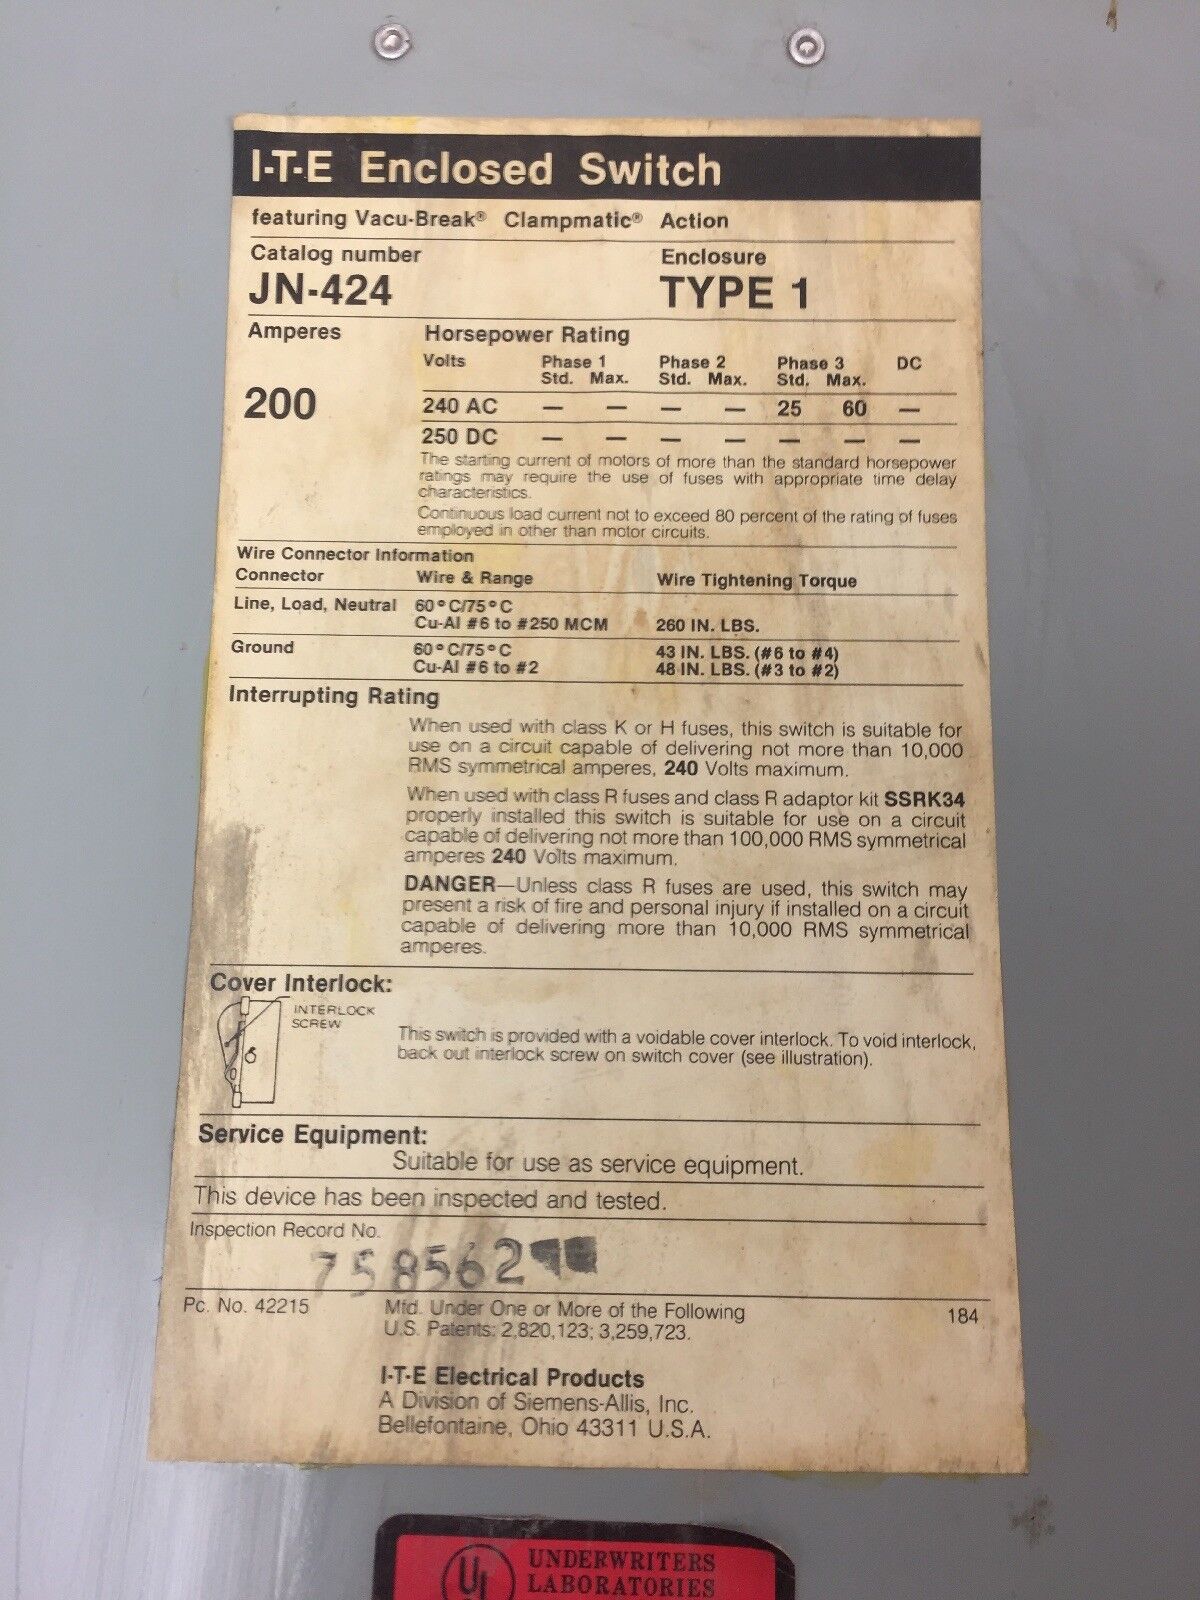 I-T-E Enclosed Switch
featuring Vacu-Break® Clampmatic® Action
Catalog number Enclosure
JN-424 TYPE 1
Amperes Horsepower Rating
Volts Phase 1 Phase 2 Phase 3 DC
Std. Max. Std. Max. Std. Max.
200 240 AC — — — — 25 60 —
250 DC — — — — — — —
The starting current of motors of more than the standard horsepower
ratings may require the use of fuses with appropriate time delay
characteristics.
Continuous load current not to exceed 80 percent of the rating of fuses
employed in other than motor circuits.
Wire Connector Information
Connector Wire & Range Wire Tightening Torque
Line, Load, Neutral 60°C/75°C
Cu-Al #6 to #250 MCM 260 IN. LBS.
Ground 60°C/75°C 43 IN. LBS. (#6 to #4)
Cu-Al #6 to #2 48 IN. LBS. (#3 to #2)
Interrupting Rating
When used with class K or H fuses, this switch is suitable for
use on a circuit capable of delivering not more than 10,000
RMS symmetrical amperes, 240 Volts maximum.
When used with class R fuses and class R adaptor kit SSRK34
properly installed this switch is suitable for use on a circuit
capable of delivering not more than 100,000 RMS symmetrical
amperes 240 Volts maximum.
DANGER—Unless class R fuses are used, this switch may
present a risk of fire and personal injury if installed on a circuit
capable of delivering more than 10,000 RMS symmetrical
amperes.
Cover Interlock:
INTERLOCK
SCREW
This switch is provided with a voidable cover interlock. To void interlock,
back out interlock screw on switch cover (see illustration).
Service Equipment:
Suitable for use as service equipment.
This device has been inspected and tested.
Inspection Record No.
758562
Pc. No. 42215 Mfd. Under One or More of the Following 184
U.S. Patents: 2,820,123; 3,259,723.
I-T-E Electrical Products
A Division of Siemens-Allis, Inc.
Bellefontaine, Ohio 43311 U.S.A.
UL UNDERWRITERS
LABORATORIES